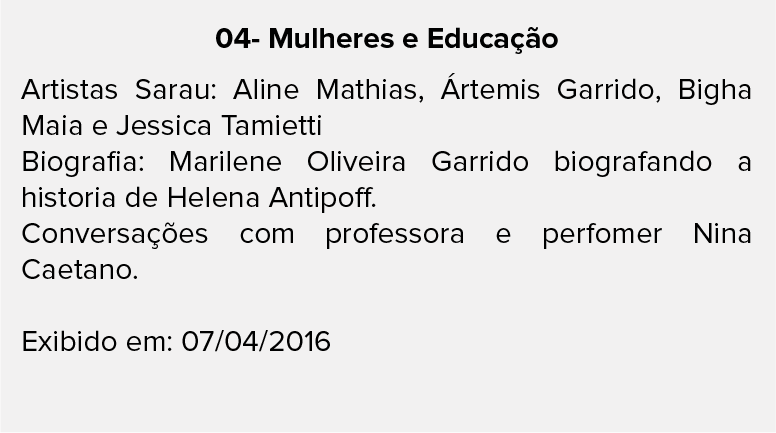 04- Mulheres e Educação
Artistas Sarau: Aline Mathias, Ártemis Garrido, Bigha
Maia e Jessica Tamietti
Biografia: Marilene Oliveira Garrido biografando a
historia de Helena Antipoff.
Conversações com professora e perfomer Nina
Caetano.
Exibido em: 07/04/2016